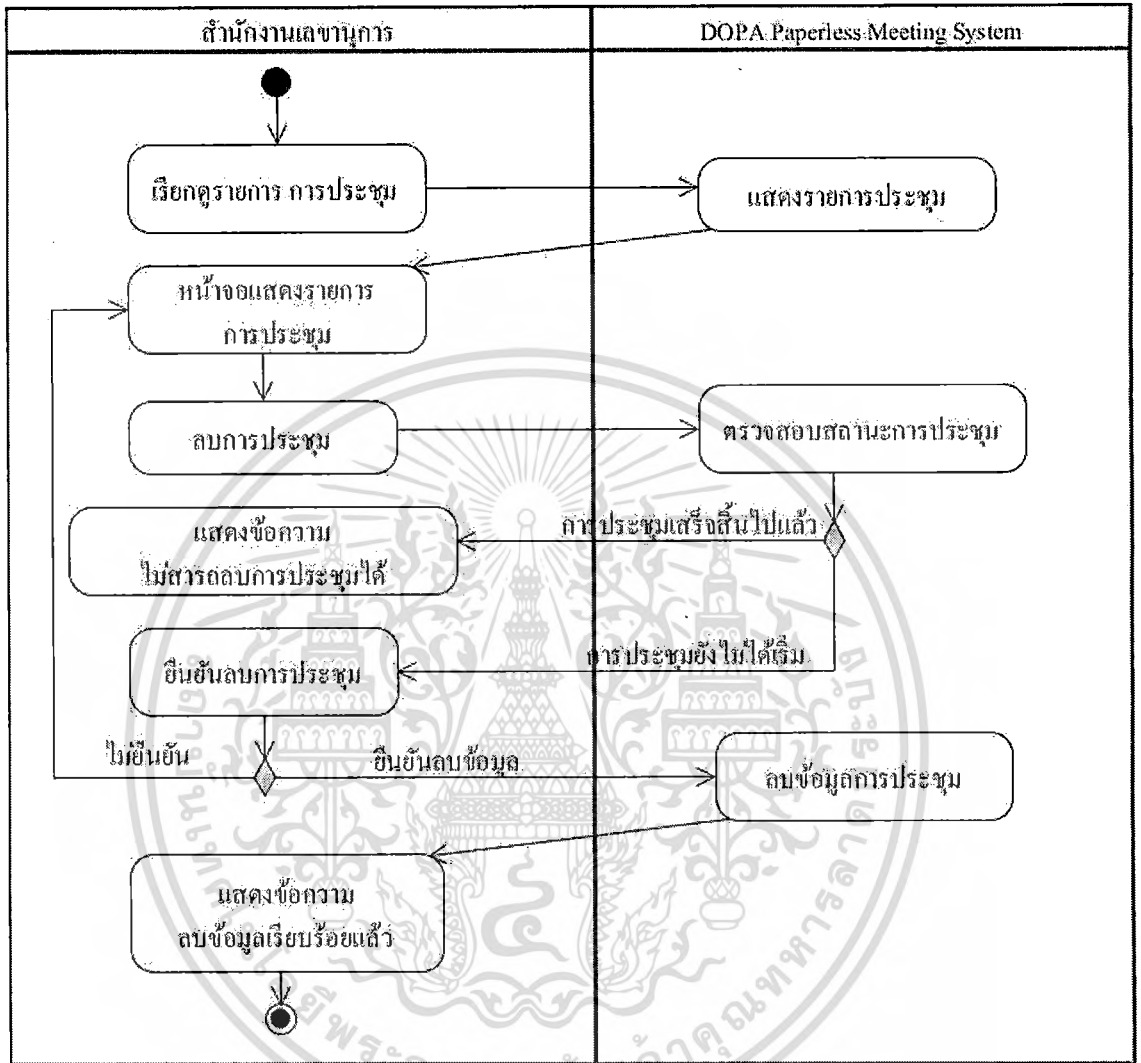 สำนักงานเลขานุการ
DOPA Paperless Meeting System
เรียกดูรายการ การประชุม
แสดงรายการประชุม
หน้าจอแสดงรายการ
การประชุม
ลบการประชุม
ตรวจสอบสถานะการประชุม
การประชุมเสร็จสิ้นไปแล้ว
แสดงข้อความ
ไม่สารถลบการประชุมได้
การประชุมยังไม่ได้เริ่ม
ยืนยันลบการประชุม
ไม่ยืนยัน
ยืนยันลบข้อมูล
ลบข้อมูลการประชุม
แสดงข้อความ
ลบข้อมูลเรียบร้อยแล้ว